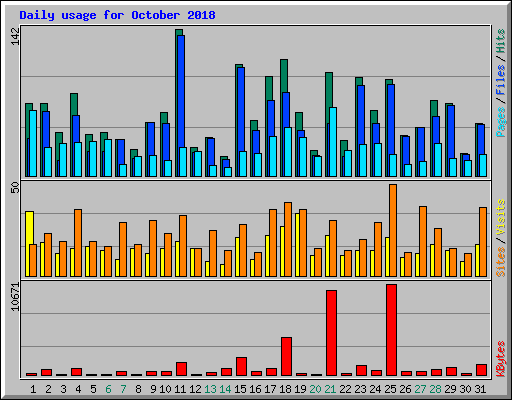 Daily usage for October 2018
142
Pages/Files/Hits
50
Sites/Visits
10671
KBytes
1 2 3 4 5 6 7 8 9 10 11 12 13 14 15 16 17 18 19 20 21 22 23 24 25 26 27 28 29 30 31